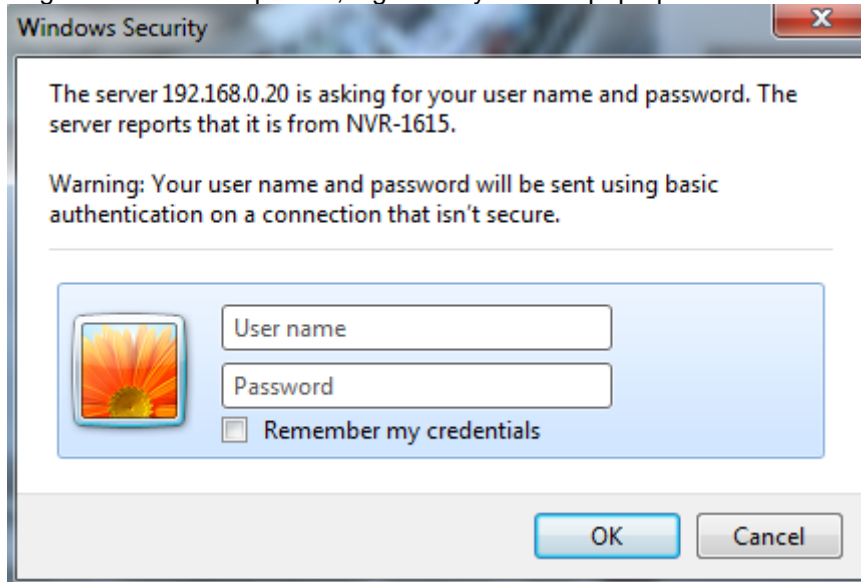 Windows Security
The server 192.168.0.20 is asking for your user name and password. The
server reports that it is from NVR-1615.
Warning: Your user name and password will be sent using basic
authentication on a connection that isn't secure.
User name
Password
Remember my credentials
OK
Cancel